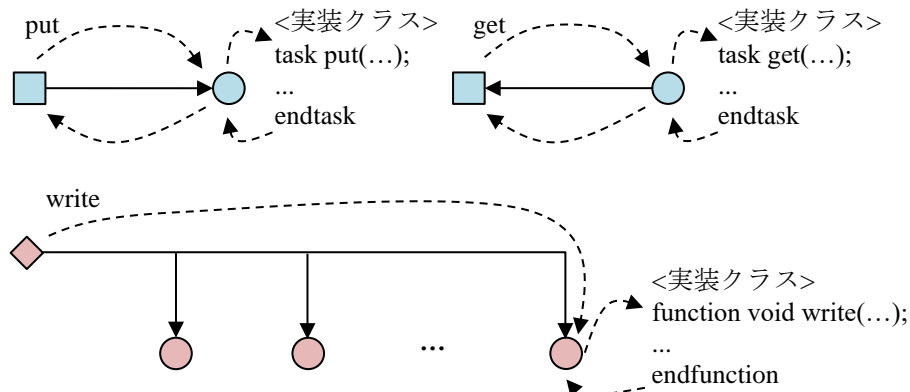 put
<実装クラス>
task put(…);
...
endtask
get
<実装クラス>
task get(…);
...
endtask
write
...
<実装クラス>
function void write(…);
...
endfunction